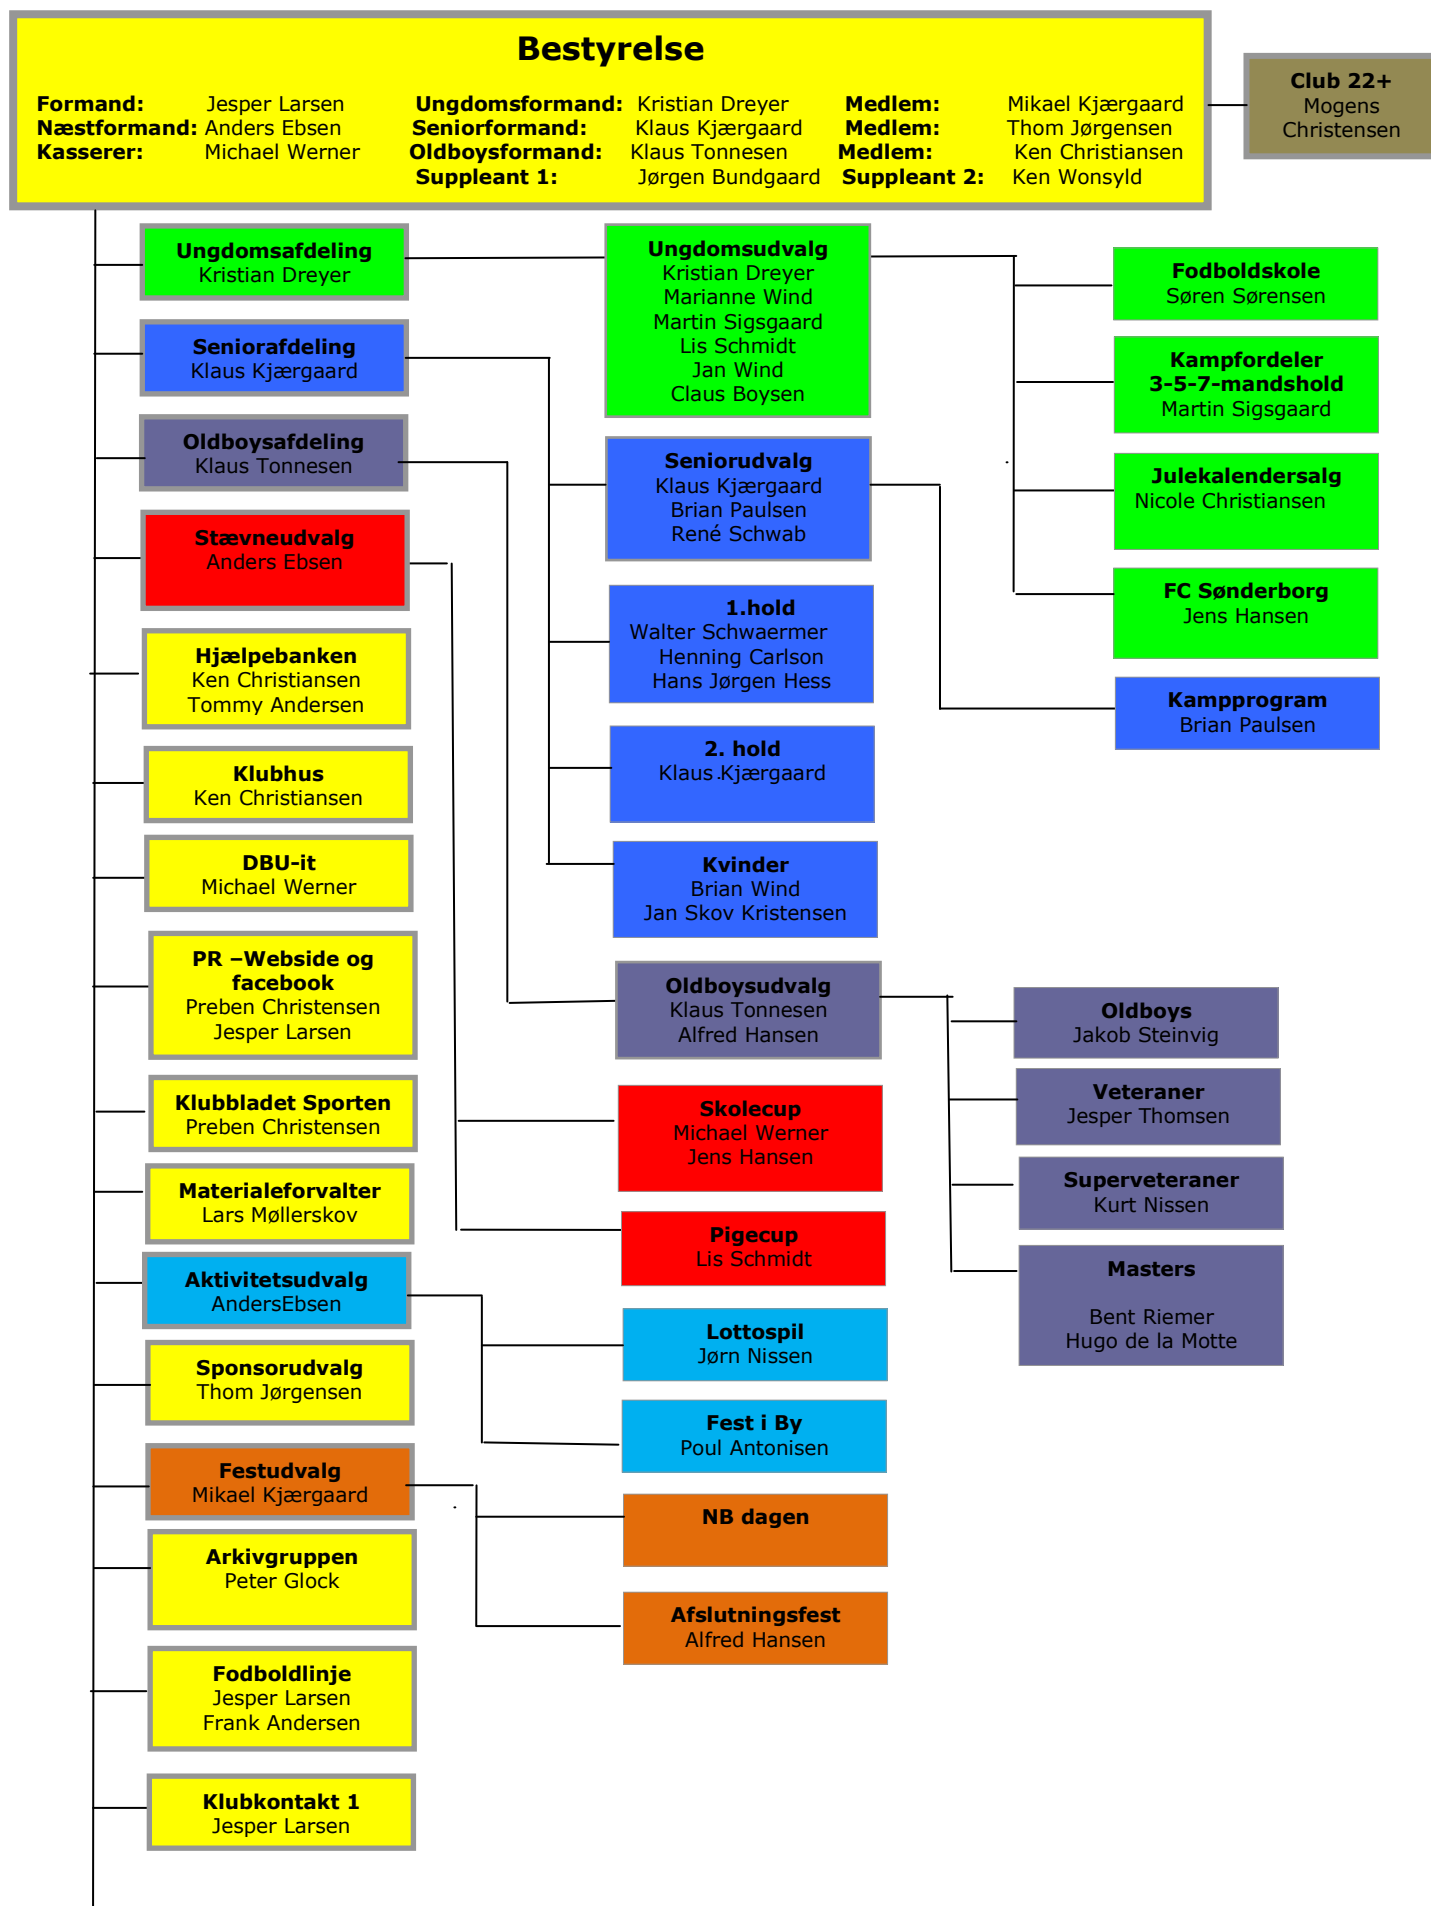 Bestyrelse
Formand: Jesper Larsen Ungdomsformand: Kristian Dreyer Medlem: Mikael Kjærgaard
Næstformand: Anders Ebsen Seniorformand: Klaus Kjærgaard Medlem: Thom Jørgensen
Kasserer: Michael Werner Oldboysformand: Klaus Tonnesen Medlem: Ken Christiansen
Suppleant 1: Jørgen Bundgaard Suppleant 2: Ken Wonsyld
Club 22+
Mogens
Christensen
Ungdomsafdeling
Kristian Dreyer
Seniorafdeling
Klaus Kjærgaard
Oldboysafdeling
Klaus Tonnesen
Stævneudvalg
Anders Ebsen
Hjælpebanken
Ken Christiansen
Tommy Andersen
Klubhus
Ken Christiansen
DBU-it
Michael Werner
PR –Webside og
facebook
Preben Christensen
Jesper Larsen
Klubbladet Sporten
Preben Christensen
Materialeforvalter
Lars Møllerskov
Aktivitetsudvalg
AndersEbsen
Sponsorudvalg
Thom Jørgensen
Festudvalg
Mikael Kjærgaard
Arkivgruppen
Peter Glock
Fodboldlinje
Jesper Larsen
Frank Andersen
Klubkontakt 1
Jesper Larsen
Ungdomsudvalg
Kristian Dreyer
Marianne Wind
Martin Sigsgaard
Lis Schmidt
Jan Wind
Claus Boysen
Seniorudvalg
Klaus Kjærgaard
Brian Paulsen
René Schwab
1.hold
Walter Schwaermer
Henning Carlson
Hans Jørgen Hess
2. hold
Klaus Kjærgaard
Kvinder
Brian Wind
Jan Skov Kristensen
Oldboysudvalg
Klaus Tonnesen
Alfred Hansen
Skolecup
Michael Werner
Jens Hansen
Pigecup
Lis Schmidt
Lottospil
Jørn Nissen
Fest i By
Poul Antonisen
NB dagen
Afslutningsfest
Alfred Hansen
Fodboldskole
Søren Sørensen
Kampfordeler
3-5-7-mandshold
Martin Sigsgaard
Julekalendersalg
Nicole Christiansen
FC Sønderborg
Jens Hansen
Kampprogram
Brian Paulsen
Oldboys
Jakob Steinvig
Veteraner
Jesper Thomsen
Superveteraner
Kurt Nissen
Masters
Bent Riemer
Hugo de la Motte